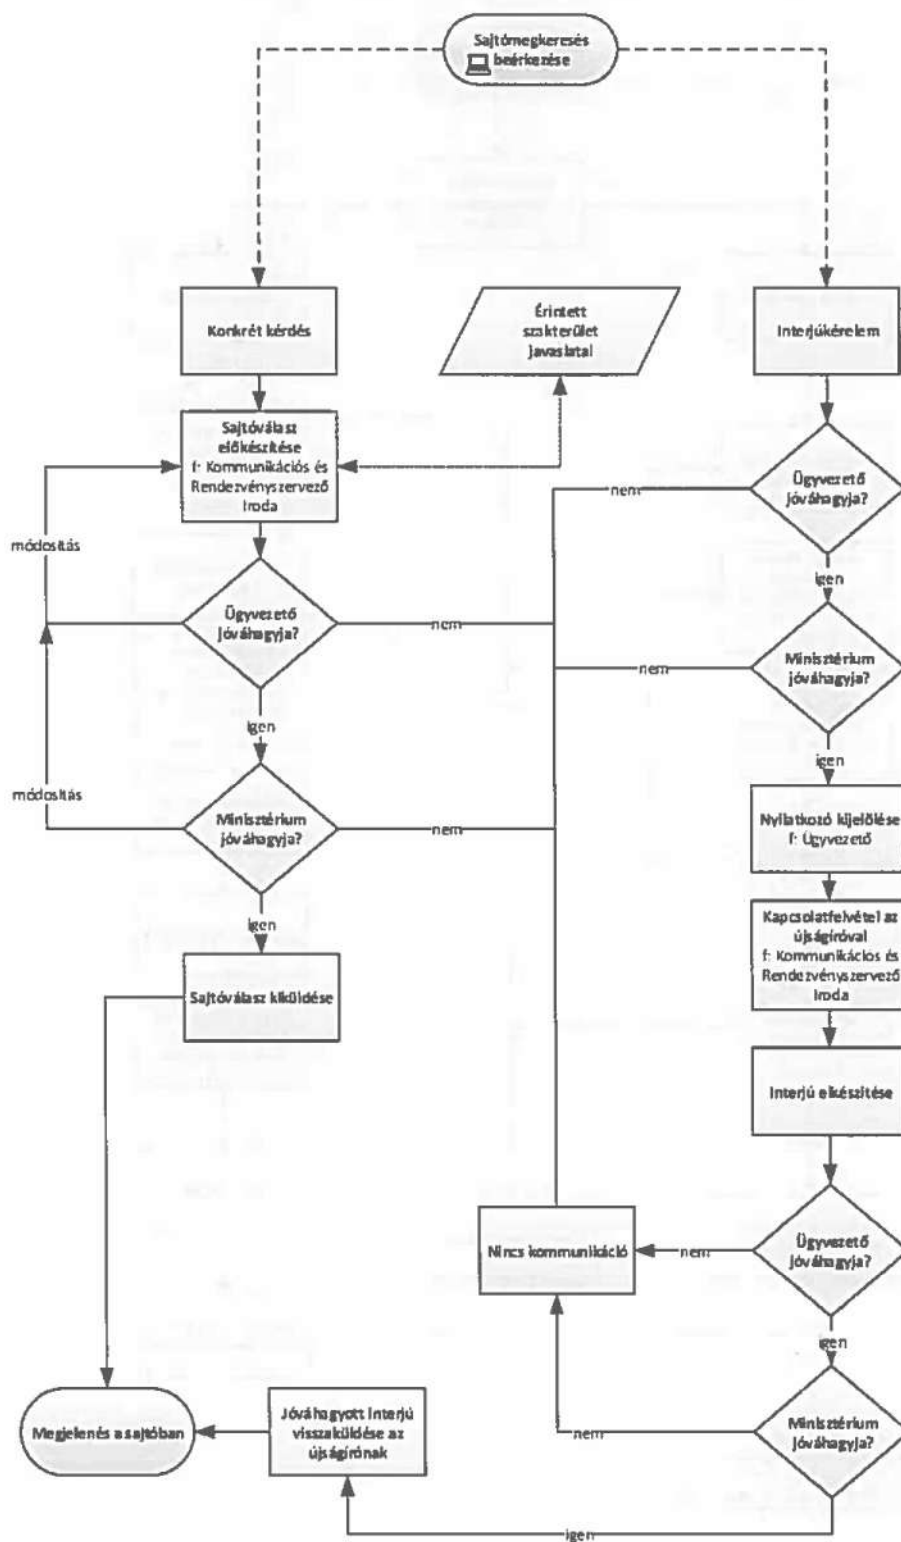 Sajtómegkeresés
beérkezése
Konkrét kérdés
Érintett
szakterület
javaslatai
Interjúkérelem
Sajtóválasz
előkészítése
f: Kommunikációs és
Rendezvényszervező
Iroda
Ügyvezető
jóváhagyja?
nem
módosítás
igen
Ügyvezető
jóváhagyja?
nem
Minisztérium
jóváhagyja?
nem
igen
igen
módosítás
Minisztérium
jóváhagyja?
nem
Nyilatkozó kijelölése
f: Ügyvezető
igen
Kapcsolatfelvétel az
újságíróval
f: Kommunikációs és
Rendezvényszervező
Iroda
Sajtóválasz kiküldése
Interjú elkészítése
Nincs kommunikáció
nem
Ügyvezető
jóváhagyja?
igen
Megjelenés a sajtóban
Jóváhagyott interjú
visszaküldése az
újságírónak
nem
Minisztérium
jóváhagyja?
igen